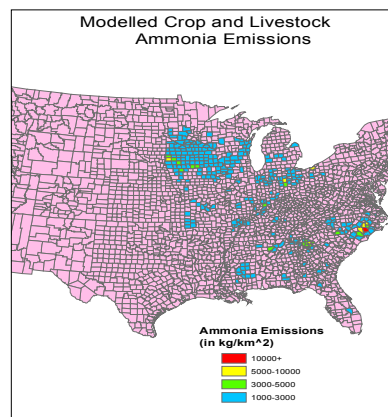 Modelled Crop and Livestock
Ammonia Emissions
Ammonia Emissions
(in kg/km^2)
10000+
5000-10000
3000-5000
1000-3000